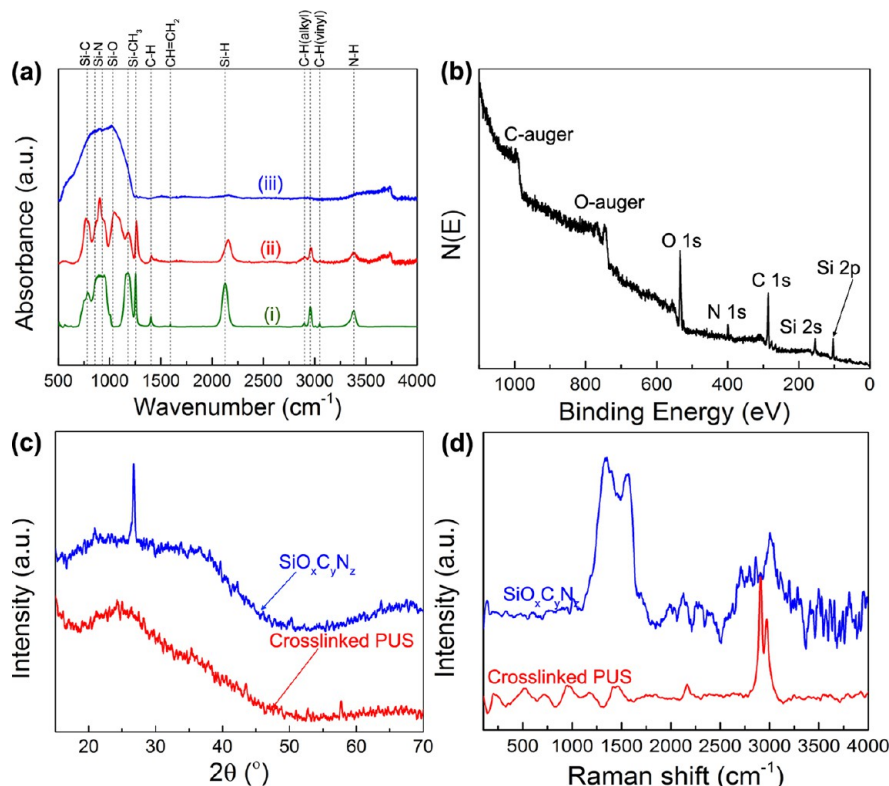 (a)
Si-C
Si-N
Si-O
Si-CH₃
C-H
CH=CH₂
Si-H
C-H(alkyl)
C-H(vinyl)
N-H
Absorbance (a.u.)
(iii)
(ii)
(i)
500 1000 1500 2000 2500 3000 3500 4000
Wavenumber (cm⁻¹)
(b)
N(E)
C-auger
O-auger
O 1s
N 1s
C 1s
Si 2s
Si 2p
1000 800 600 400 200 0
Binding Energy (eV)
(c)
Intensity (a.u.)
SiOₓCᵧN_z
Crosslinked PUS
20 30 40 50 60 70
2θ (°)
(d)
Intensity (a.u.)
SiOₓCᵧN_z
Crosslinked PUS
500 1000 1500 2000 2500 3000 3500 4000
Raman shift (cm⁻¹)